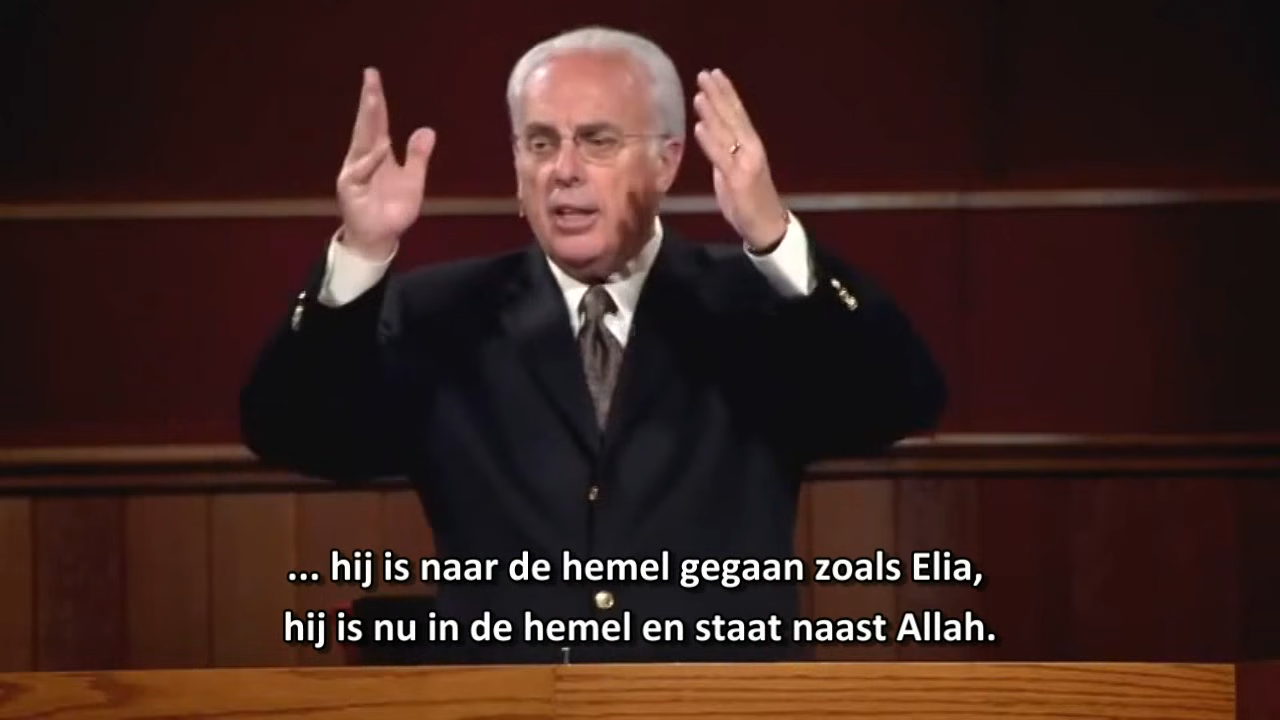 ... hij is naar de hemel gegaan zoals Elia,
hij is nu in de hemel en staat naast Allah.